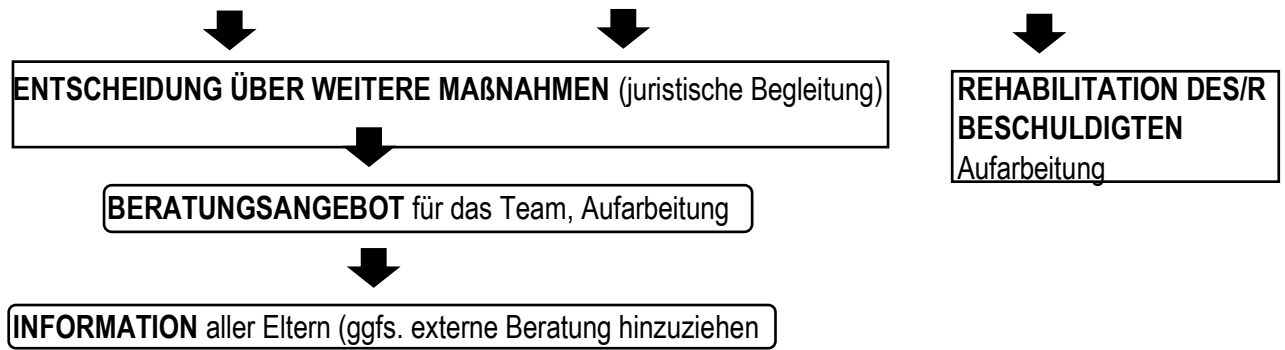 ENTSCHEIDUNG ÜBER WEITERE MAßNAHMEN (juristische Begleitung)
REHABILITATION DES/R
BESCHULDIGTEN
Aufarbeitung
BERATUNGSANGEBOT für das Team, Aufarbeitung
INFORMATION aller Eltern (ggfs. externe Beratung hinzuziehen